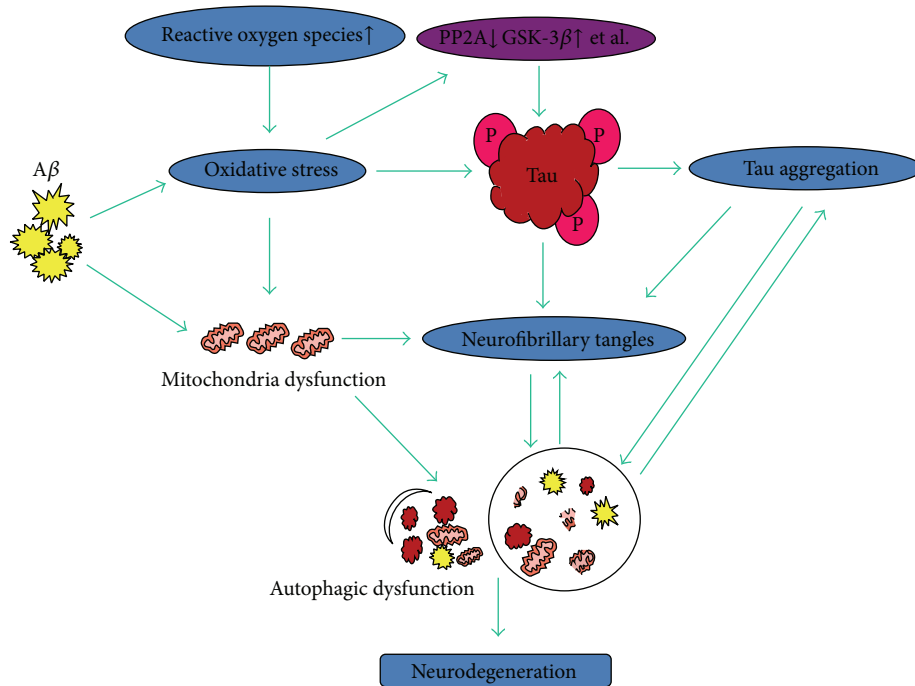 Reactive oxygen species↑
PP2A↓ GSK-3β↑ et al.
P
P
Aβ
Oxidative stress
Tau
Tau aggregation
P
Neurofibrillary tangles
Mitochondria dysfunction
Autophagic dysfunction
Neurodegeneration